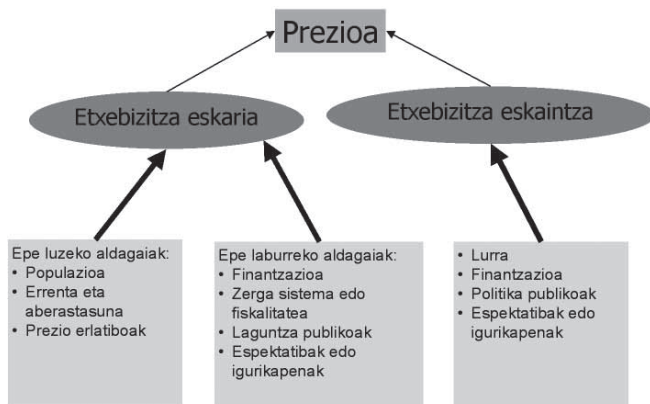 Prezioa
Etxebizitza eskaria
Etxebizitza eskaintza
Epe luzeko aldagaiak:
• Populazioa
• Errenta eta
aberastasuna
• Prezio erlatiboak
Epe laburreko aldagaiak:
• Finantzazioa
• Zerga sistema edo
fiskalitatea
• Laguntza publikoak
• Espektatibak edo
igurikapenak
• Lurra
• Finantzazioa
• Politika publikoak
• Espektatibak edo
igurikapenak